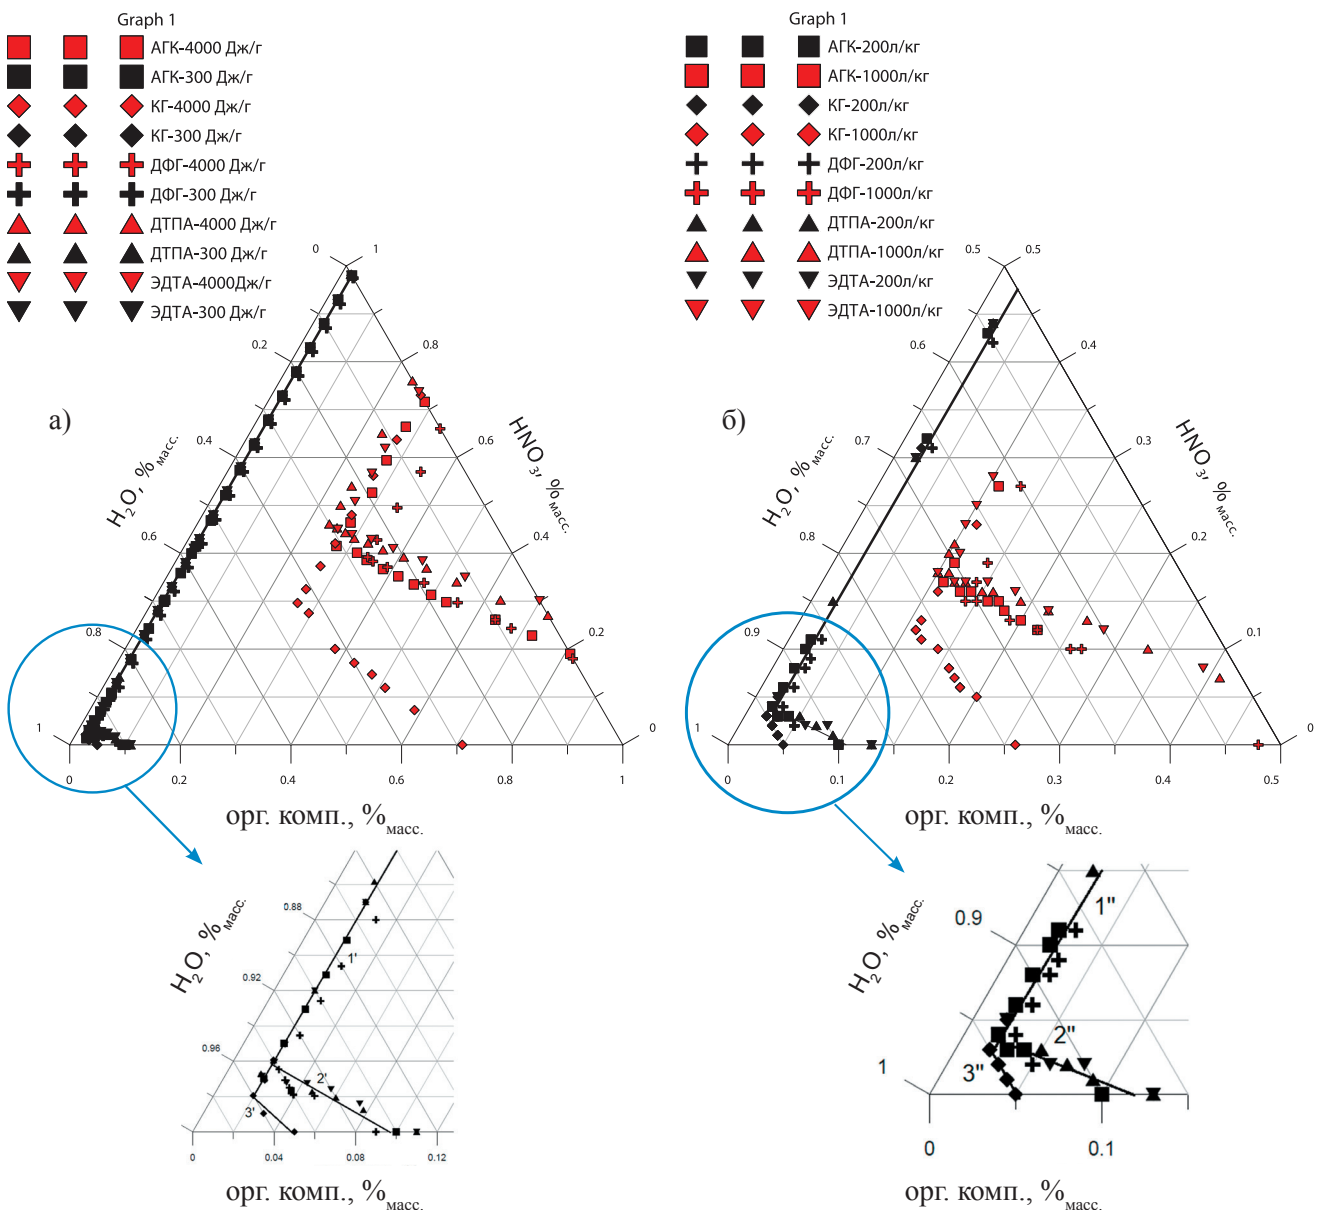 Graph 1
АГК-4000 Дж/г
АГК-300 Дж/г
КГ-4000 Дж/г
КГ-300 Дж/г
ДФГ-4000 Дж/г
ДФГ-300 Дж/г
ДТПА-4000 Дж/г
ДТПА-300 Дж/г
ЭДТА-4000Дж/г
ЭДТА-300 Дж/г
а)
0
0.2
0.4
0.6
0.8
1
H₂O, %масс.
1
0.8
0.6
0.4
0.2
0
HNO₃, %масс.
0
0.2
0.4
0.6
0.8
1
орг. комп., %масс.
0.88
0.92
0.96
H₂O, %масс.
1'
2'
3'
0
0.04
0.08
0.12
орг. комп., %масс.
Graph 1
АГК-200л/кг
АГК-1000л/кг
КГ-200л/кг
КГ-1000л/кг
ДФГ-200л/кг
ДФГ-1000л/кг
ДТПА-200л/кг
ДТПА-1000л/кг
ЭДТА-200л/кг
ЭДТА-1000л/кг
б)
0.5
0.6
0.7
0.8
0.9
1
H₂O, %масс.
0.5
0.4
0.3
0.2
0.1
0
HNO₃, %масс.
0
0.1
0.2
0.3
0.4
0.5
орг. комп., %масс.
0.9
1
H₂O, %масс.
1"
2"
3"
0
0.1
орг. комп., %масс.